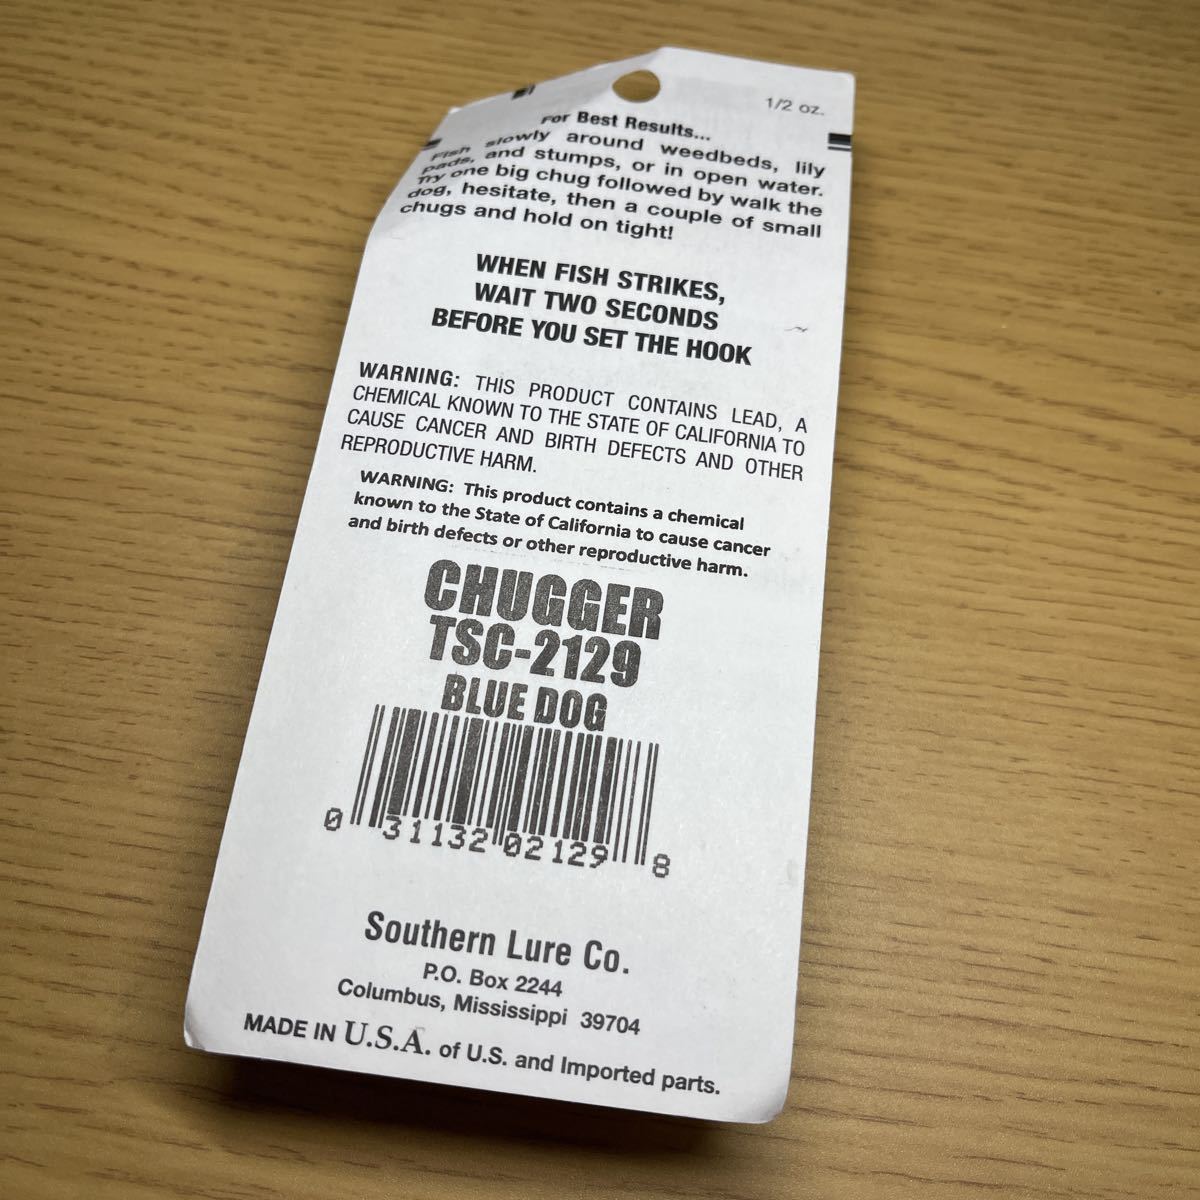 1/2 oz.
For Best Results...
Fish slowly around weedbeds, lily
pads, and stumps, or in open water.
Try one big chug followed by walk the
dog, hesitate, then a couple of small
chugs and hold on tight!
WHEN FISH STRIKES,
WAIT TWO SECONDS
BEFORE YOU SET THE HOOK
WARNING: THIS PRODUCT CONTAINS LEAD, A
CHEMICAL KNOWN TO THE STATE OF CALIFORNIA TO
CAUSE CANCER AND BIRTH DEFECTS AND OTHER
REPRODUCTIVE HARM.
WARNING: This product contains a chemical
known to the State of California to cause cancer
and birth defects or other reproductive harm.
CHUGGER
TSC-2129
BLUE DOG
0 31132 02129 8
Southern Lure Co.
P.O. Box 2244
Columbus, Mississippi 39704
MADE IN U.S.A. of U.S. and Imported parts.